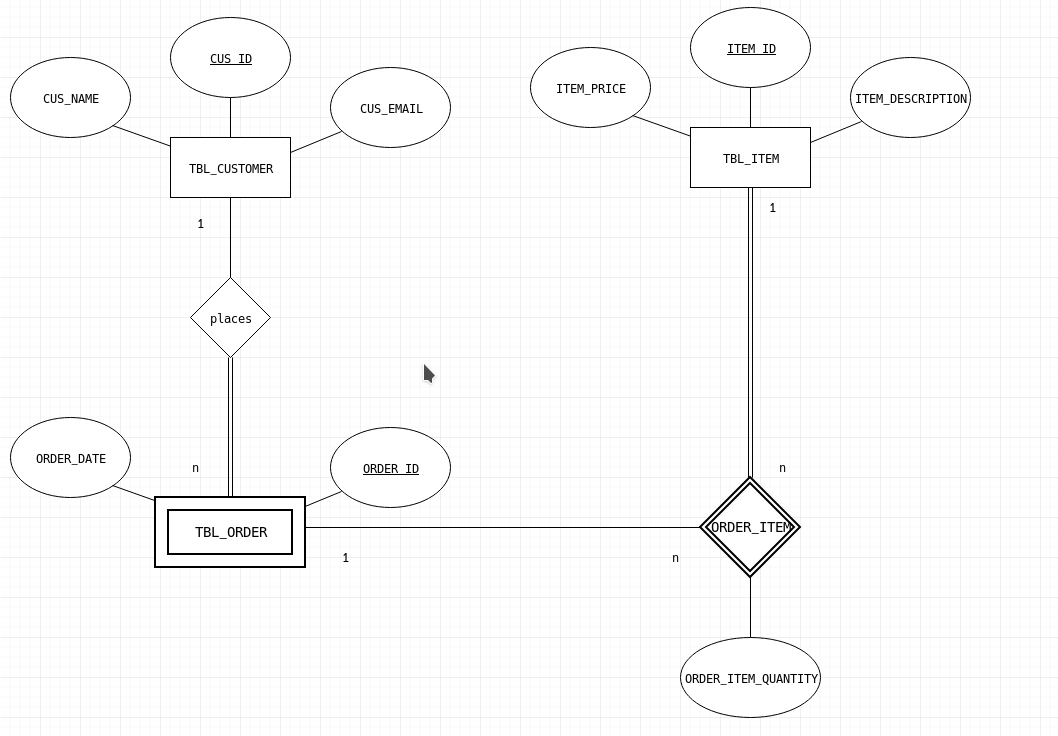 CUS_ID
CUS_NAME
CUS_EMAIL
TBL_CUSTOMER
1
places
n
ORDER_DATE
ORDER_ID
TBL_ORDER
1
ITEM_ID
ITEM_PRICE
ITEM_DESCRIPTION
TBL_ITEM
1
n
ORDER_ITEM
n
ORDER_ITEM_QUANTITY